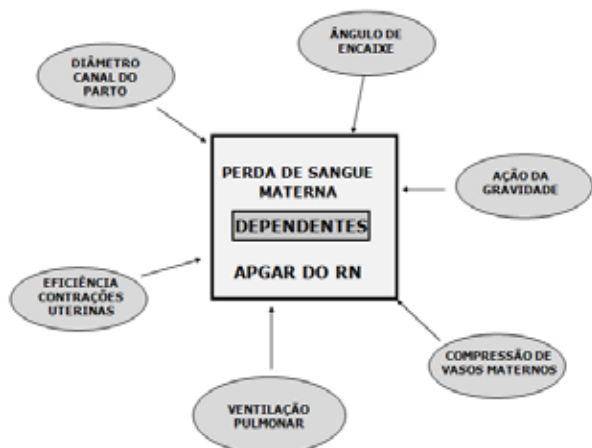 ÂNGULO DE
ENCAIXE
DIÂMETRO
CANAL DO
PARTO
PERDA DE SANGUE
MATERNA
DEPENDENTES
APGAR DO RN
AÇÃO DA
GRAVIDADE
EFICIÊNCIA
CONTRAÇÕES
UTERINAS
COMPRESSÃO DE
VASOS MATERNOS
VENTILAÇÃO
PULMONAR